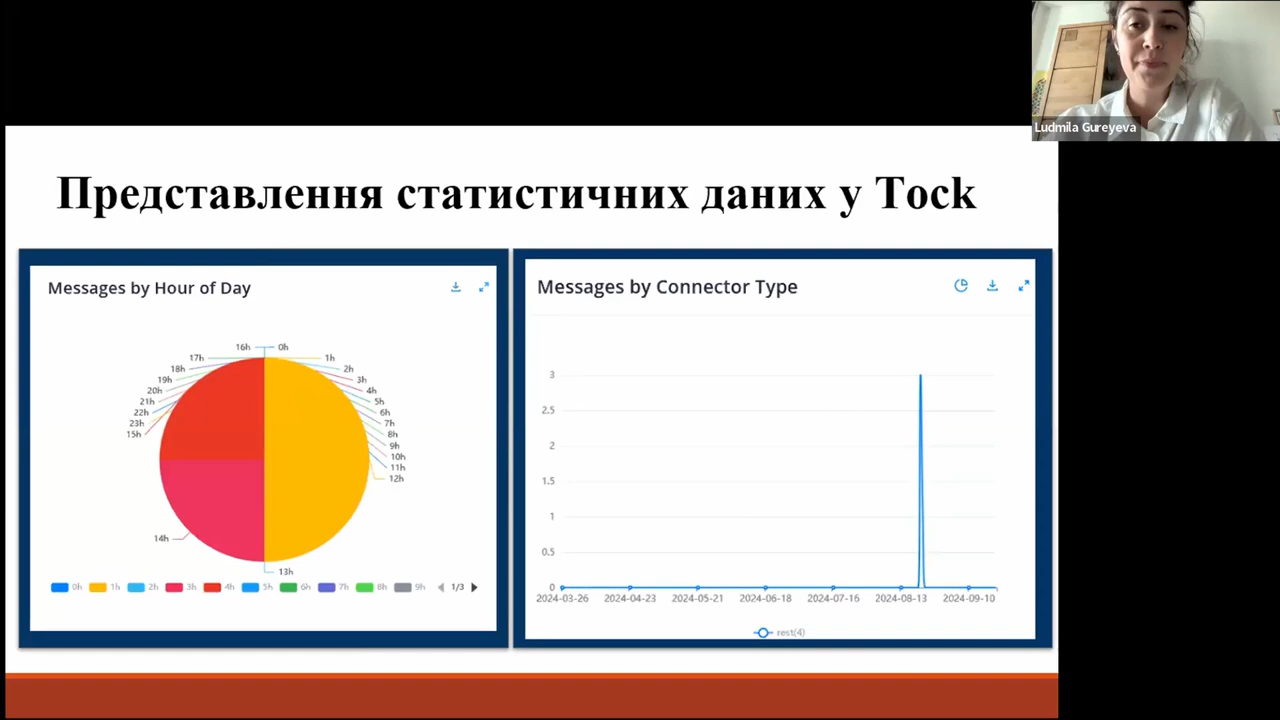 Ludmila Gureyeva
Представлення статистичних даних у Tock
Messages by Hour of Day
16h 0h
17h 1h
18h 2h
19h 3h
20h 4h
21h 5h
22h 6h
23h 7h
15h 8h
9h
10h
11h
12h
14h
13h
0h 1h 2h 3h 4h 5h 6h 7h 8h 9h 1/3
Messages by Connector Type
3
2.5
2
1.5
1
0.5
0
2024-03-26 2024-04-23 2024-05-21 2024-06-18 2024-07-16 2024-08-13 2024-09-10
rest(4)